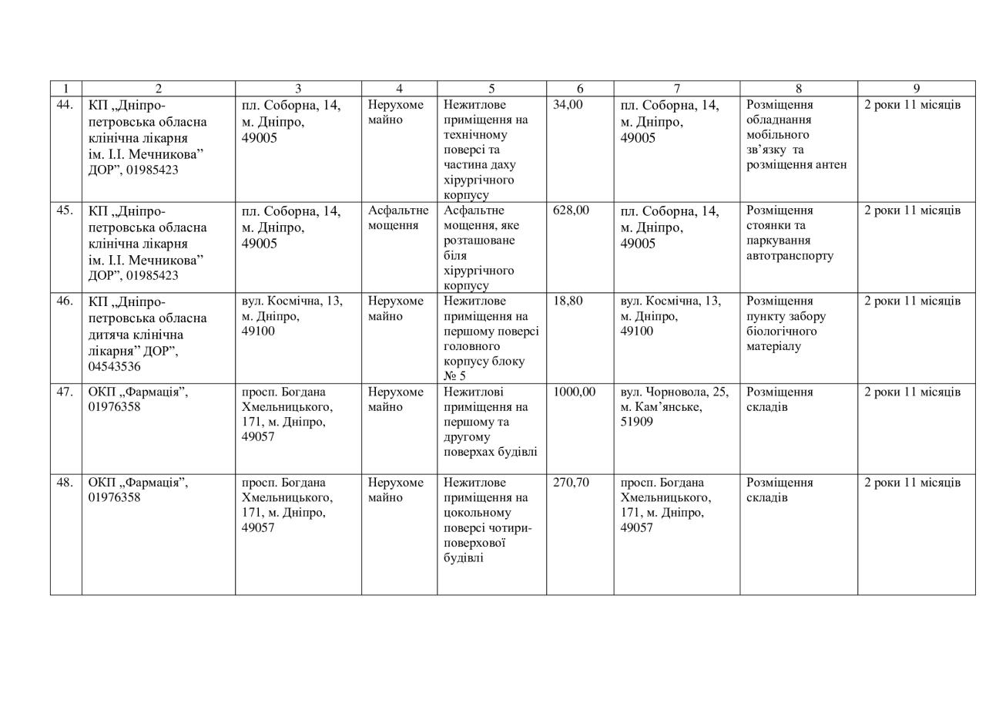 1 2 3 4 5 6 7 8 9
44.
КП „Дніпро-
петровська обласна
клінічна лікарня
ім. І.І. Мечникова”
ДОР”, 01985423
пл. Соборна, 14,
м. Дніпро,
49005
Нерухоме
майно
Нежитлове
приміщення на
технічному
поверсі та
частина даху
хірургічного
корпусу
34,00
пл. Соборна, 14,
м. Дніпро,
49005
Розміщення
обладнання
мобільного
зв’язку та
розміщення антен
2 роки 11 місяців
45.
КП „Дніпро-
петровська обласна
клінічна лікарня
ім. І.І. Мечникова”
ДОР”, 01985423
пл. Соборна, 14,
м. Дніпро,
49005
Асфальтне
мощення
Асфальтне
мощення, яке
розташоване
біля
хірургічного
корпусу
628,00
пл. Соборна, 14,
м. Дніпро,
49005
Розміщення
стоянки та
паркування
автотранспорту
2 роки 11 місяців
46.
КП „Дніпро-
петровська обласна
дитяча клінічна
лікарня” ДОР”,
04543536
вул. Космічна, 13,
м. Дніпро,
49100
Нерухоме
майно
Нежитлове
приміщення на
першому поверсі
головного
корпусу блоку
№ 5
18,80
вул. Космічна, 13,
м. Дніпро,
49100
Розміщення
пункту забору
біологічного
матеріалу
2 роки 11 місяців
47.
ОКП „Фармація”,
01976358
просп. Богдана
Хмельницького,
171, м. Дніпро,
49057
Нерухоме
майно
Нежитлові
приміщення на
першому та
другому
поверхах будівлі
1000,00
вул. Чорновола, 25,
м. Кам’янське,
51909
Розміщення
складів
2 роки 11 місяців
48.
ОКП „Фармація”,
01976358
просп. Богдана
Хмельницького,
171, м. Дніпро,
49057
Нерухоме
майно
Нежитлове
приміщення на
цокольному
поверсі чотири-
поверхової
будівлі
270,70
просп. Богдана
Хмельницького,
171, м. Дніпро,
49057
Розміщення
складів
2 роки 11 місяців